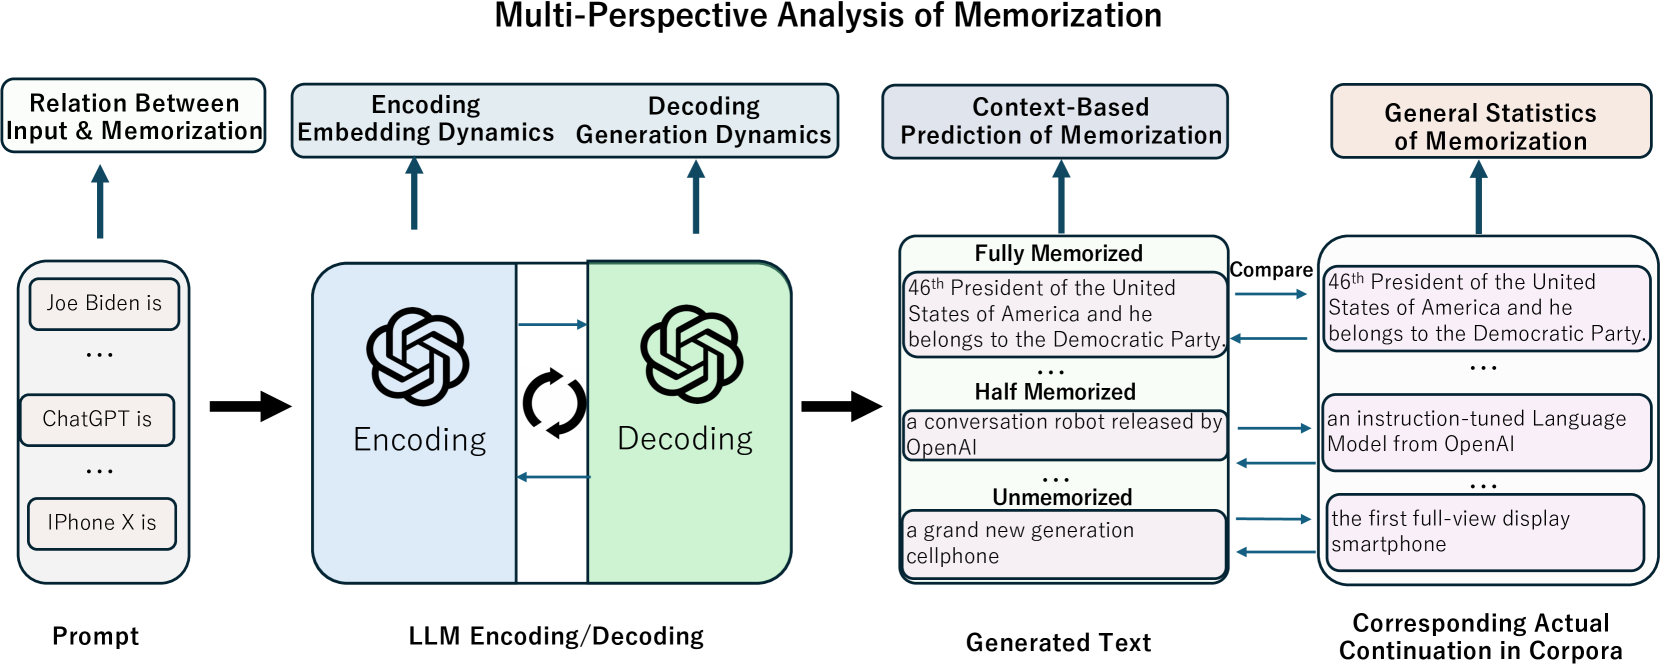 Multi-Perspective Analysis of Memorization
Relation Between
Input & Memorization
Encoding
Embedding Dynamics
Decoding
Generation Dynamics
Context-Based
Prediction of Memorization
General Statistics
of Memorization
Joe Biden is
...
ChatGPT is
...
IPhone X is
Prompt
Encoding
Decoding
LLM Encoding/Decoding
Fully Memorized
46th President of the United
States of America and he
belongs to the Democratic Party.
...
Half Memorized
a conversation robot released by
OpenAI
...
Unmemorized
a grand new generation
cellphone
Generated Text
Compare
46th President of the United
States of America and he
belongs to the Democratic Party.
...
an instruction-tuned Language
Model from OpenAI
...
the first full-view display
smartphone
Corresponding Actual
Continuation in Corpora